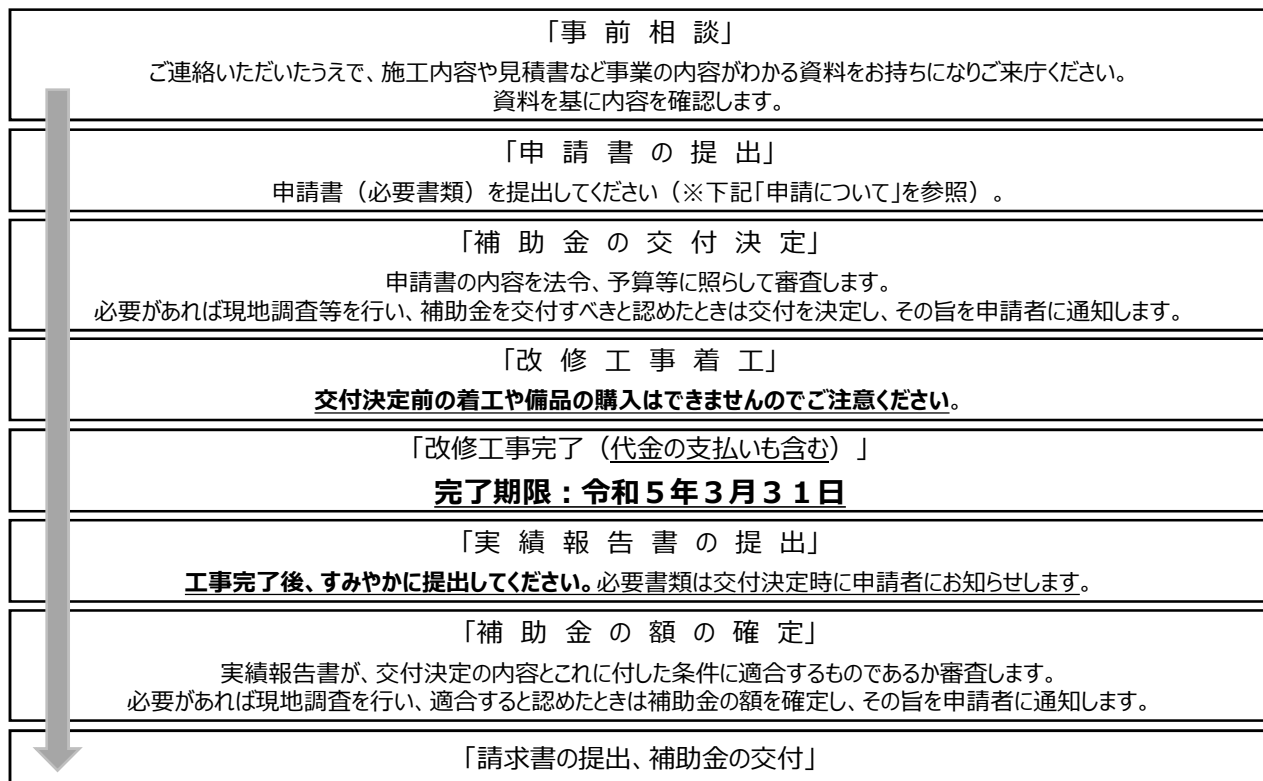 「事 前 相 談」
ご連絡いただいたうえで、施工内容や見積書など事業の内容がわかる資料をお持ちになりご来庁ください。
資料を基に内容を確認します。
「申 請 書 の 提 出」
申請書（必要書類）を提出してください（※下記「申請について」を参照）。
「補 助 金 の 交 付 決 定」
申請書の内容を法令、予算等に照らして審査します。
必要があれば現地調査等を行い、補助金を交付すべきと認めたときは交付を決定し、その旨を申請者に通知します。
「改 修 工 事 着 工」
交付決定前の着工や備品の購入はできませんのでご注意ください。
「改修工事完了（代金の支払いも含む）」
完了期限：令和５年３月３１日
「実 績 報 告 書 の 提 出」
工事完了後、すみやかに提出してください。必要書類は交付決定時に申請者にお知らせします。
「補 助 金 の 額 の 確 定」
実績報告書が、交付決定の内容とこれに付した条件に適合するものであるか審査します。
必要があれば現地調査を行い、適合すると認めたときは補助金の額を確定し、その旨を申請者に通知します。
「請求書の提出、補助金の交付」